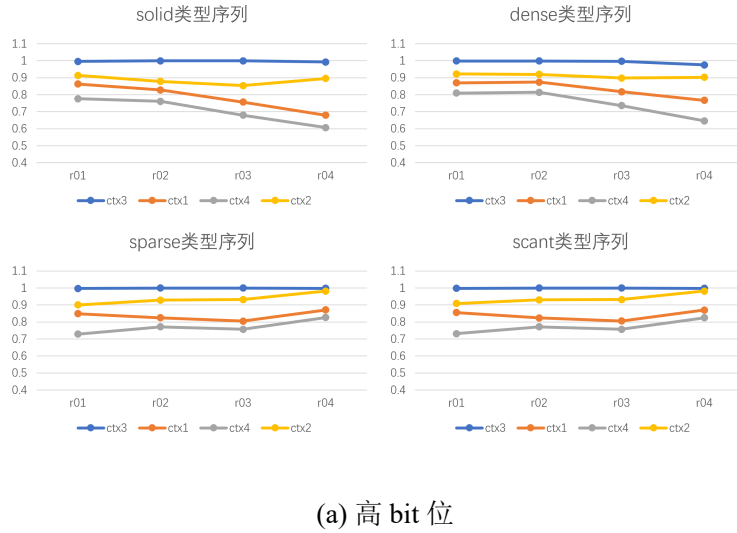 solid类型序列
1.1
1
0.9
0.8
0.7
0.6
0.5
0.4
r01 r02 r03 r04
ctx3 ctx1 ctx4 ctx2
dense类型序列
1.1
1
0.9
0.8
0.7
0.6
0.5
0.4
r01 r02 r03 r04
ctx3 ctx1 ctx4 ctx2
sparse类型序列
1.1
1
0.9
0.8
0.7
0.6
0.5
0.4
r01 r02 r03 r04
ctx3 ctx1 ctx4 ctx2
scant类型序列
1.1
1
0.9
0.8
0.7
0.6
0.5
0.4
r01 r02 r03 r04
ctx3 ctx1 ctx4 ctx2
(a) 高 bit 位